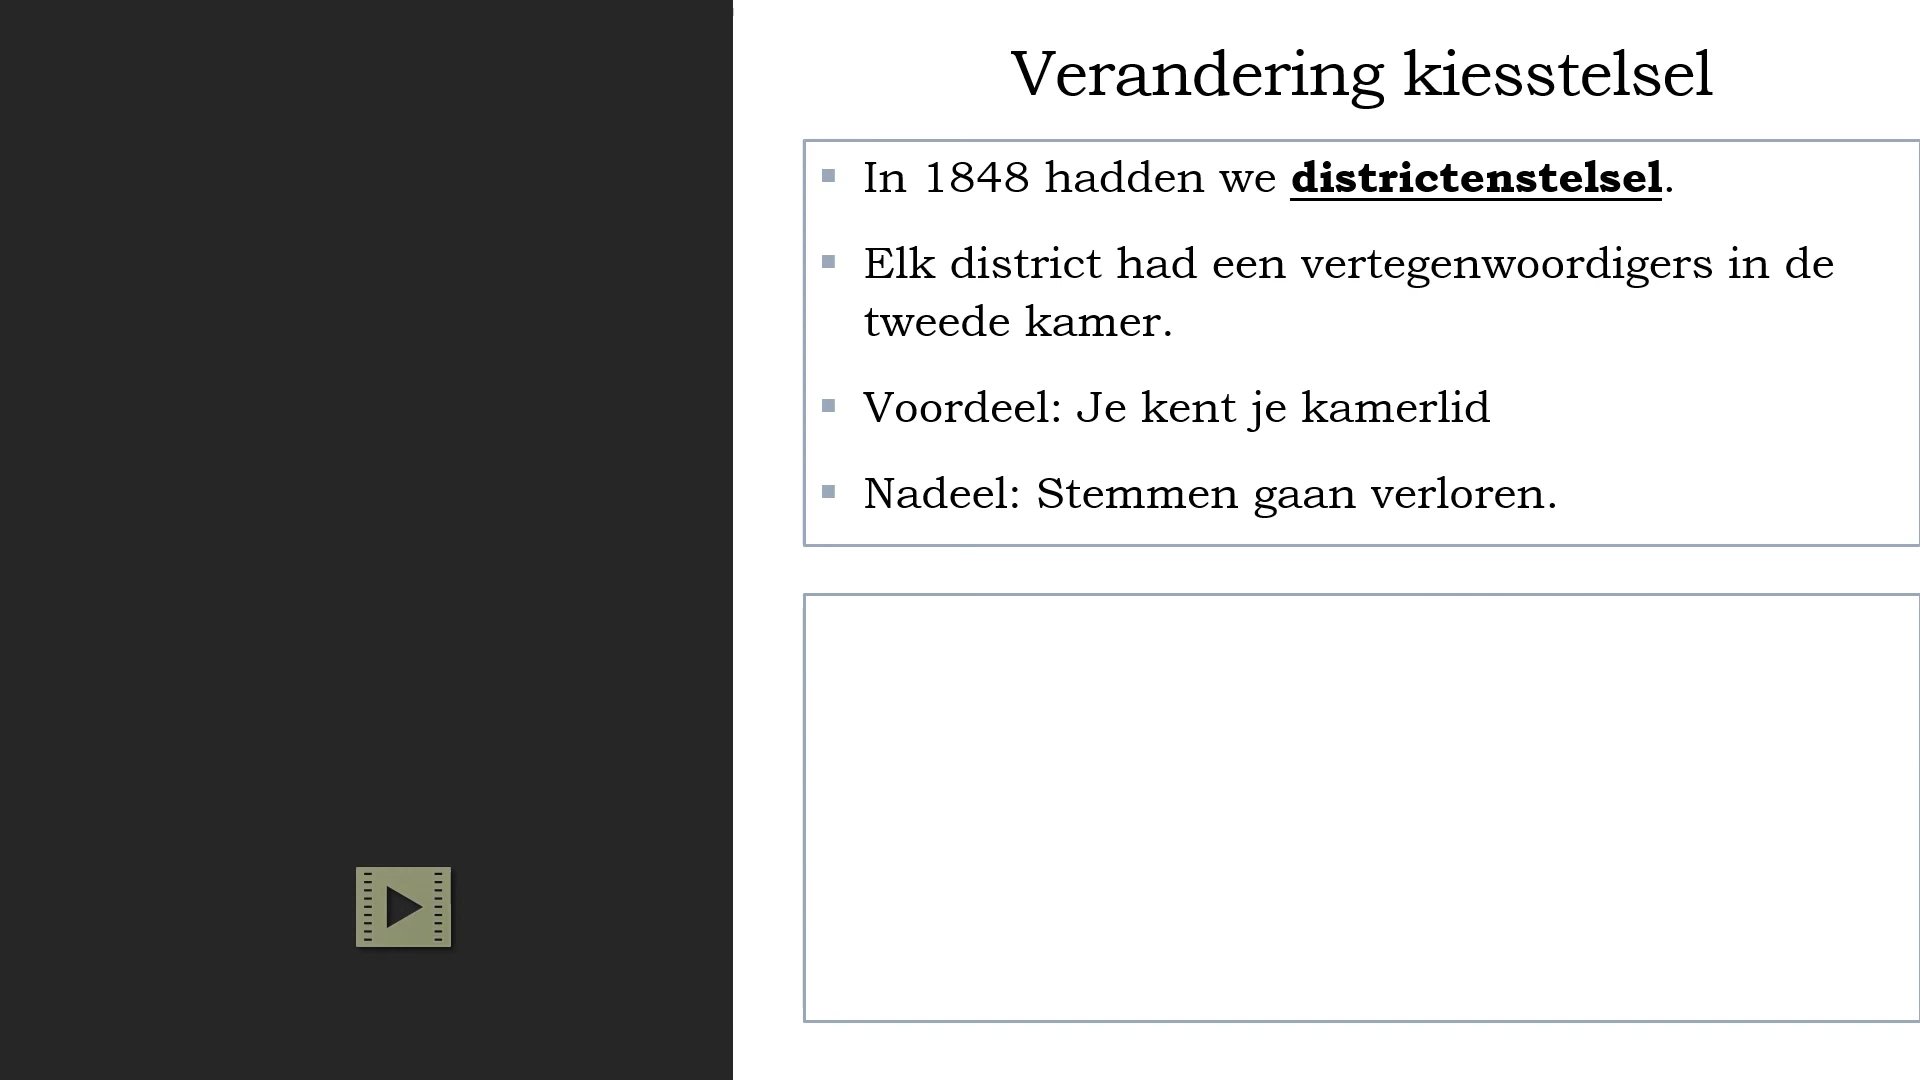 Verandering kiesstelsel
▪ In 1848 hadden we districtenstelsel.
▪ Elk district had een vertegenwoordigers in de
tweede kamer.
▪ Voordeel: Je kent je kamerlid
▪ Nadeel: Stemmen gaan verloren.